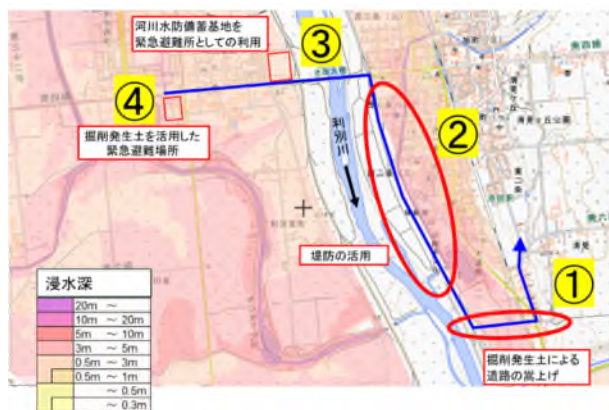 河川水防備蓄基地を
緊急避難所としての利用
③
④
掘削発生土を活用した
緊急避難場所
利別川
②
堤防の活用
①
掘削発生土による
道路の嵩上げ
浸水深
20m ～
10m ～ 20m
5m ～ 10m
3m ～ 5m
0.5m ～ 3m
0.5m ～ 1m
～ 0.5m
～ 0.3m